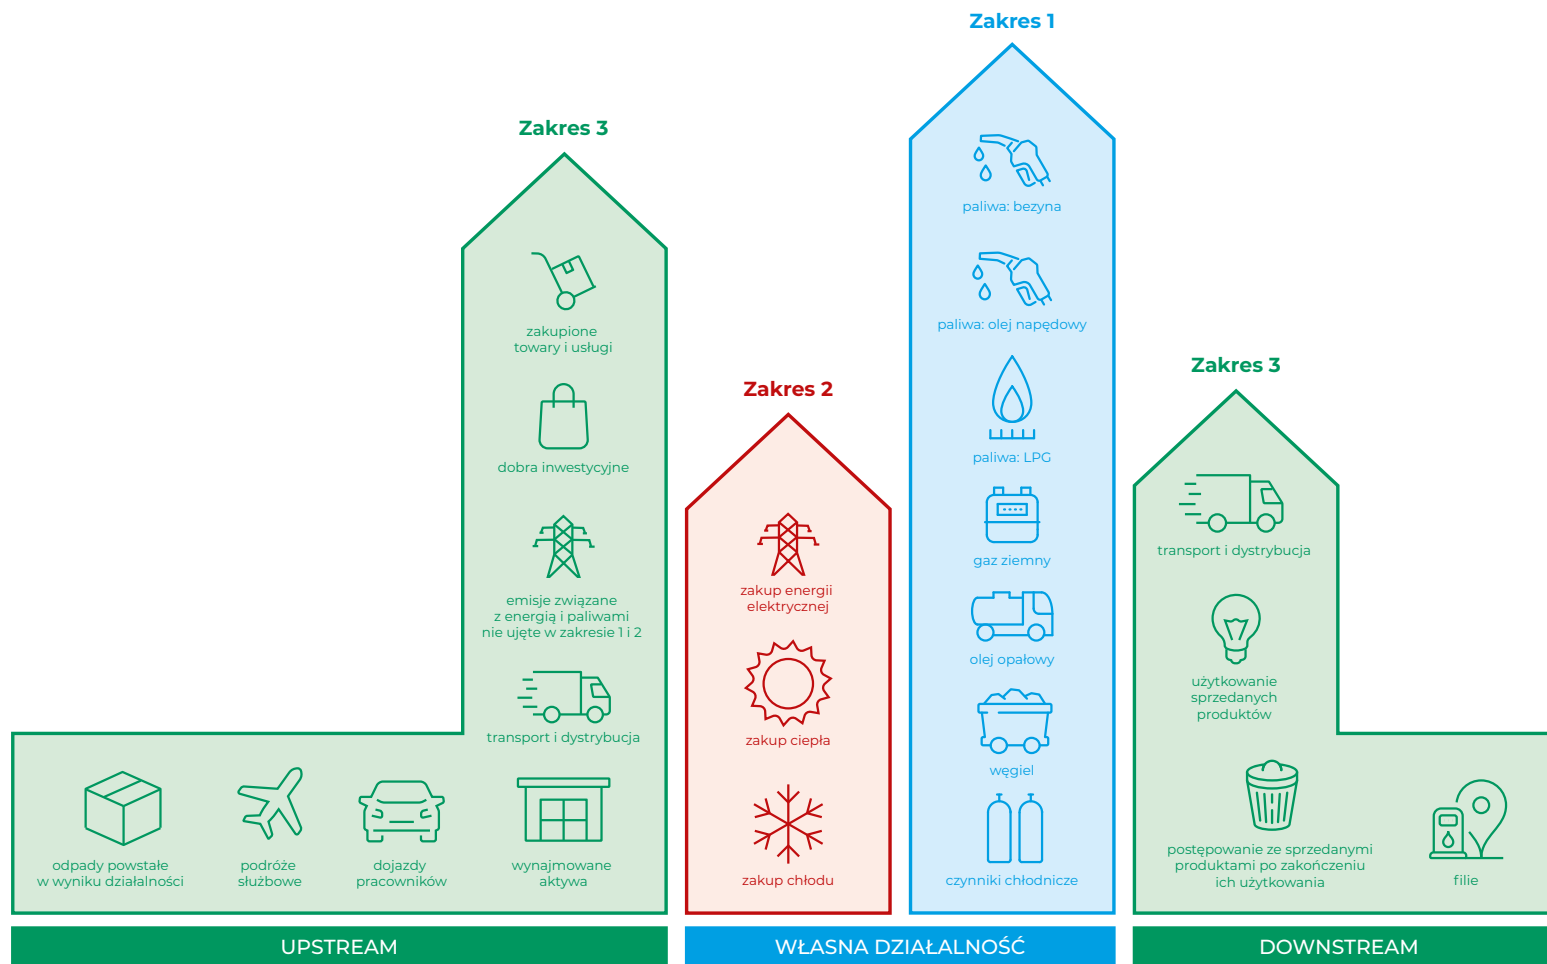 Zakres 3
zakupione
towary i usługi
dobra inwestycyjne
emisje związane
z energią i paliwami
nie ujęte w zakresie 1 i 2
transport i dystrybucja
odpady powstałe
w wyniku działalności
podróże
służbowe
dojazdy
pracowników
wynajmowane
aktywa
UPSTREAM
Zakres 2
zakup energii
elektrycznej
zakup ciepła
zakup chłodu
Zakres 1
paliwa: bezyna
paliwa: olej napędowy
paliwa: LPG
gaz ziemny
olej opałowy
węgiel
czynniki chłodnicze
WŁASNA DZIAŁALNOŚĆ
Zakres 3
transport i dystrybucja
użytkowanie
sprzedanych
produktów
postępowanie ze sprzedanymi
produktami po zakończeniu
ich użytkowania
filie
DOWNSTREAM